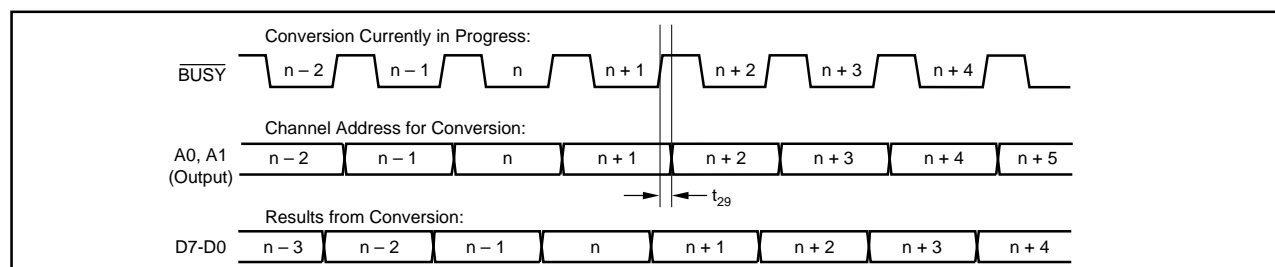 Conversion Currently in Progress:
BUSY n – 2 n – 1 n n + 1 n + 2 n + 3 n + 4
Channel Address for Conversion:
A0, A1
(Output)
n – 2 n – 1 n n + 1 n + 2 n + 3 n + 4 n + 5
t29
Results from Conversion:
D7-D0 n – 3 n – 2 n – 1 n n + 1 n + 2 n + 3 n + 4